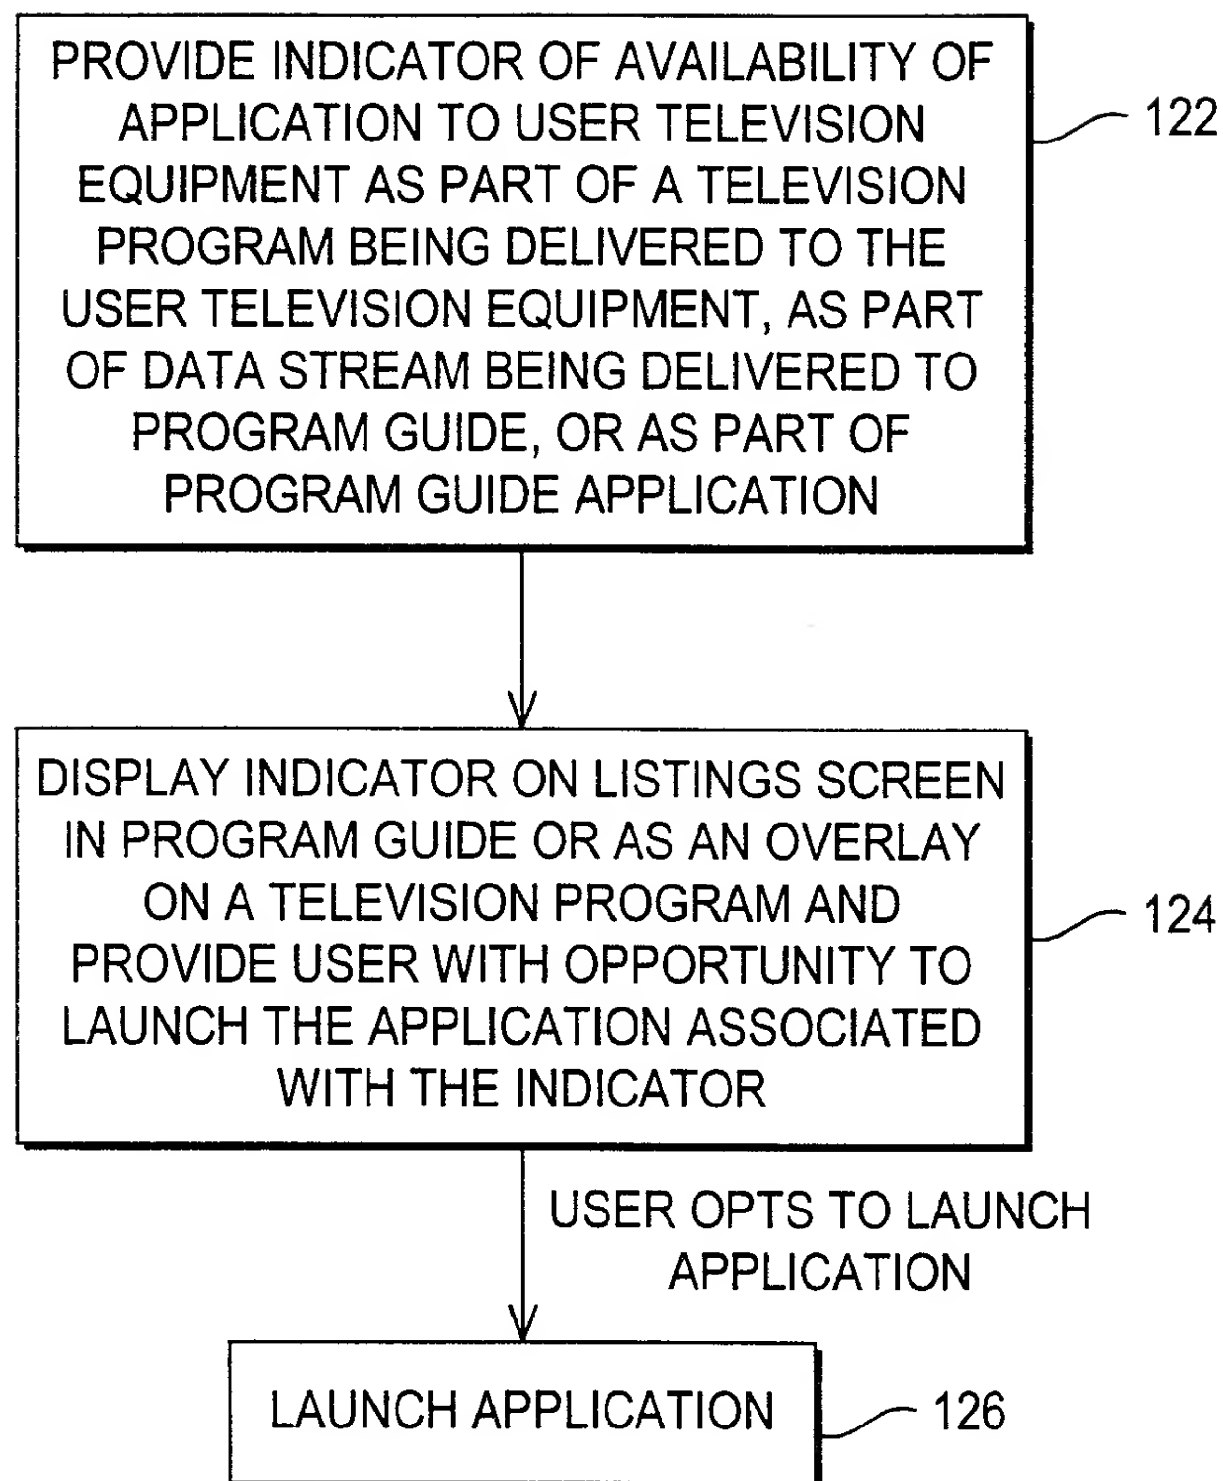 PROVIDE INDICATOR OF AVAILABILITY OF
APPLICATION TO USER TELEVISION
EQUIPMENT AS PART OF A TELEVISION
PROGRAM BEING DELIVERED TO THE
USER TELEVISION EQUIPMENT, AS PART
OF DATA STREAM BEING DELIVERED TO
PROGRAM GUIDE, OR AS PART OF
PROGRAM GUIDE APPLICATION
122
DISPLAY INDICATOR ON LISTINGS SCREEN
IN PROGRAM GUIDE OR AS AN OVERLAY
ON A TELEVISION PROGRAM AND
PROVIDE USER WITH OPPORTUNITY TO
LAUNCH THE APPLICATION ASSOCIATED
WITH THE INDICATOR
124
USER OPTS TO LAUNCH
APPLICATION
LAUNCH APPLICATION
126